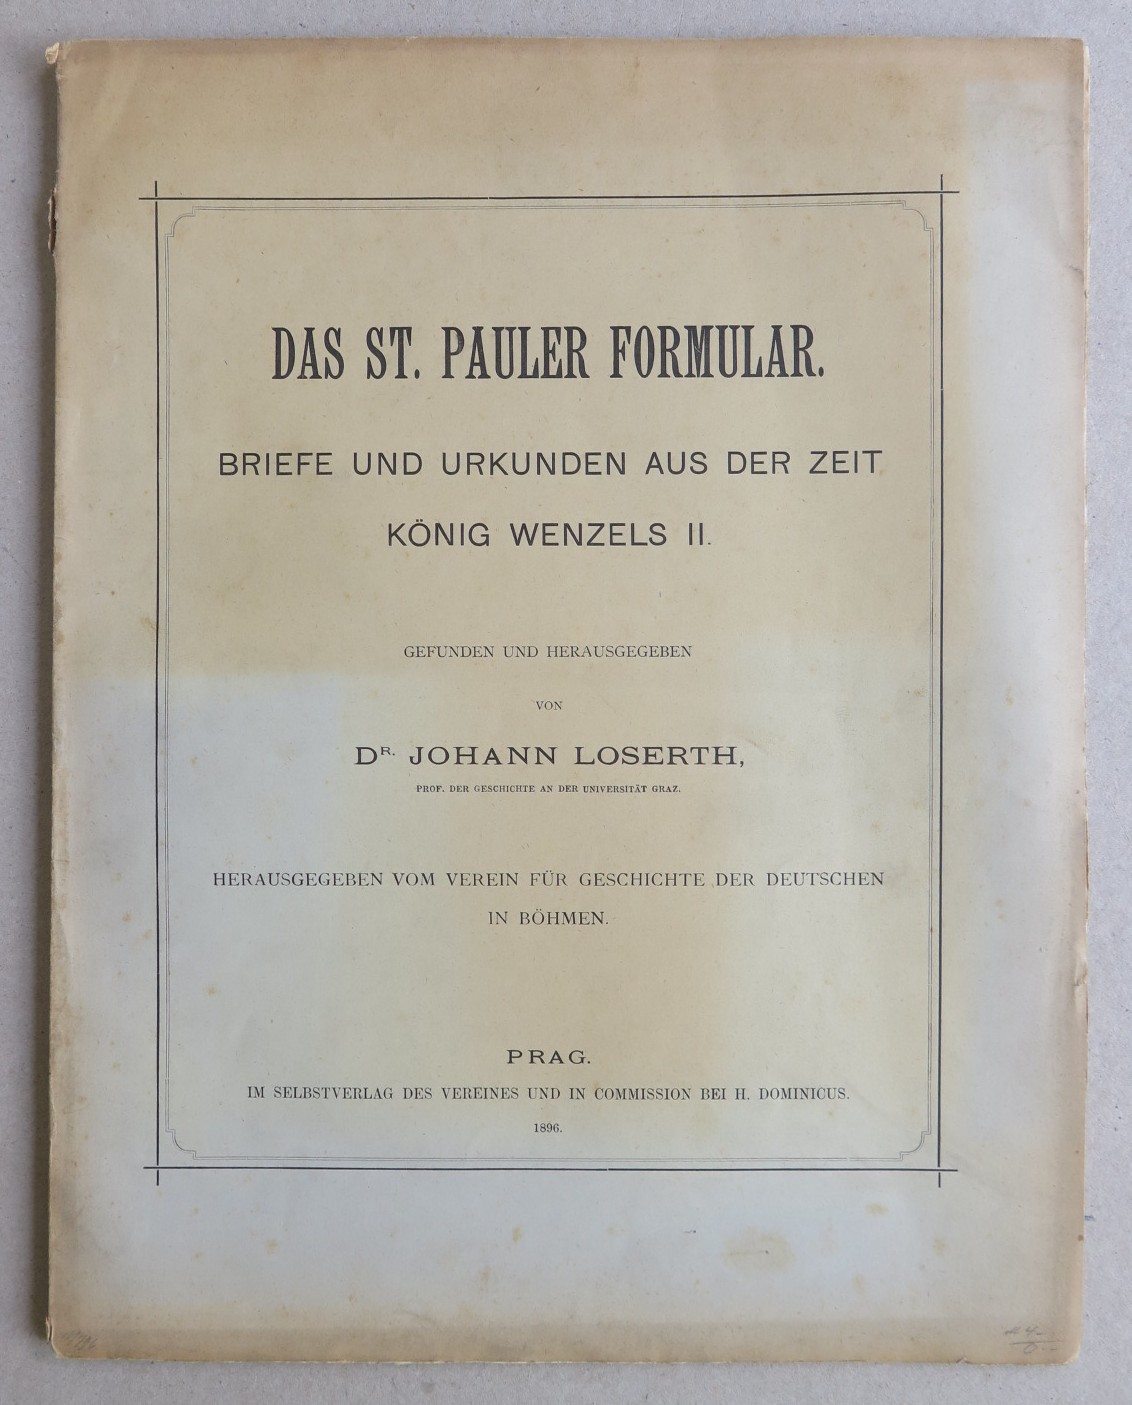 DAS ST. PAULER FORMULAR.
BRIEFE UND URKUNDEN AUS DER ZEIT
KÖNIG WENZELS II.
GEFUNDEN UND HERAUSGEGEBEN
VON
DR. JOHANN LOSERTH,
PROF. DER GESCHICHTE AN DER UNIVERSITÄT GRAZ.
HERAUSGEGEBEN VOM VEREIN FÜR GESCHICHTE DER DEUTSCHEN
IN BÖHMEN.
PRAG.
IM SELBSTVERLAG DES VEREINES UND IN COMMISSION BEI H. DOMINICUS.
1896.